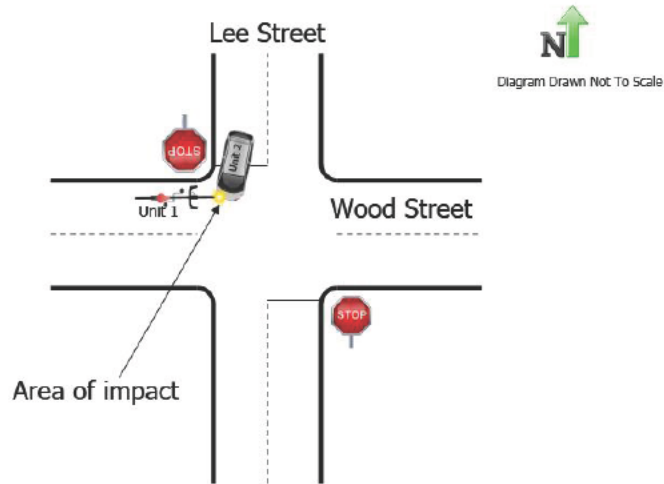 Lee Street
N
Diagram Drawn Not To Scale
STOP
Unit 2
Unit 1
Wood Street
STOP
Area of impact